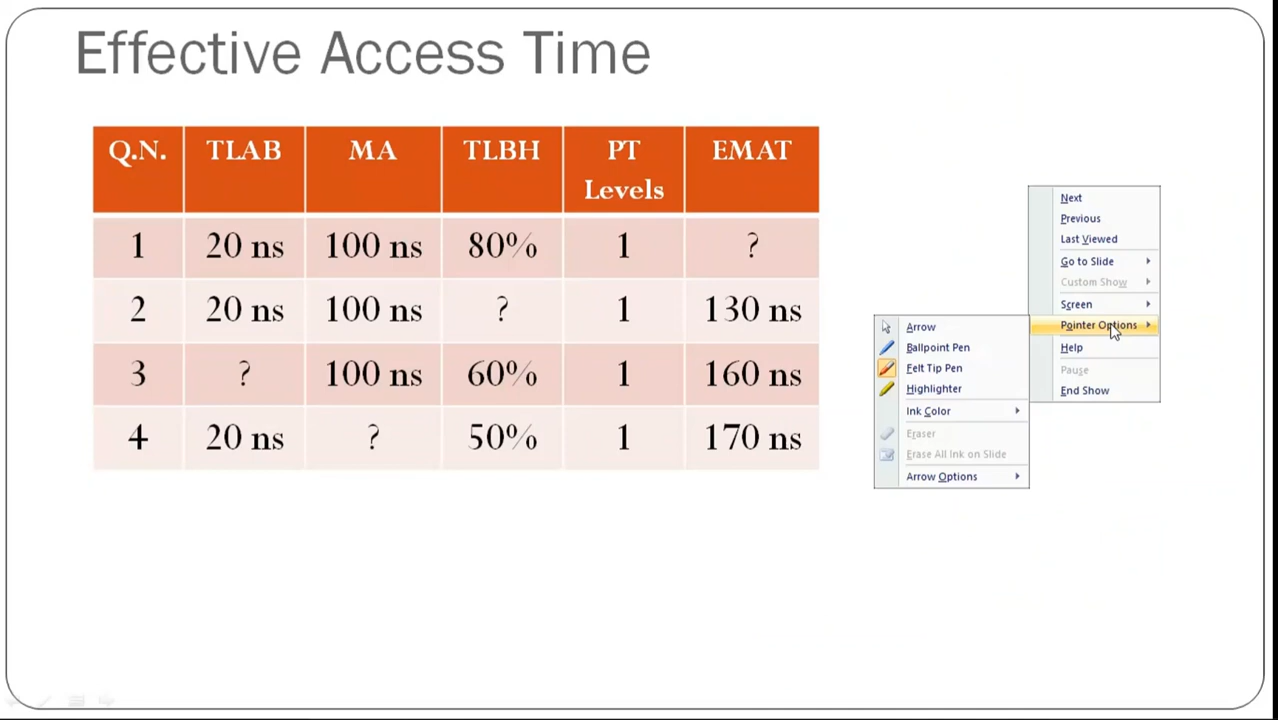 Effective Access Time
Q.N. TLAB MA TLBH PT Levels EMAT
1 20 ns 100 ns 80% 1 ?
2 20 ns 100 ns ? 1 130 ns
3 ? 100 ns 60% 1 160 ns
4 20 ns ? 50% 1 170 ns
Next
Previous
Last Viewed
Go to Slide
Custom Show
Screen
Pointer Options
Help
Pause
End Show
Arrow
Ballpoint Pen
Felt Tip Pen
Highlighter
Ink Color
Eraser
Erase All Ink on Slide
Arrow Options